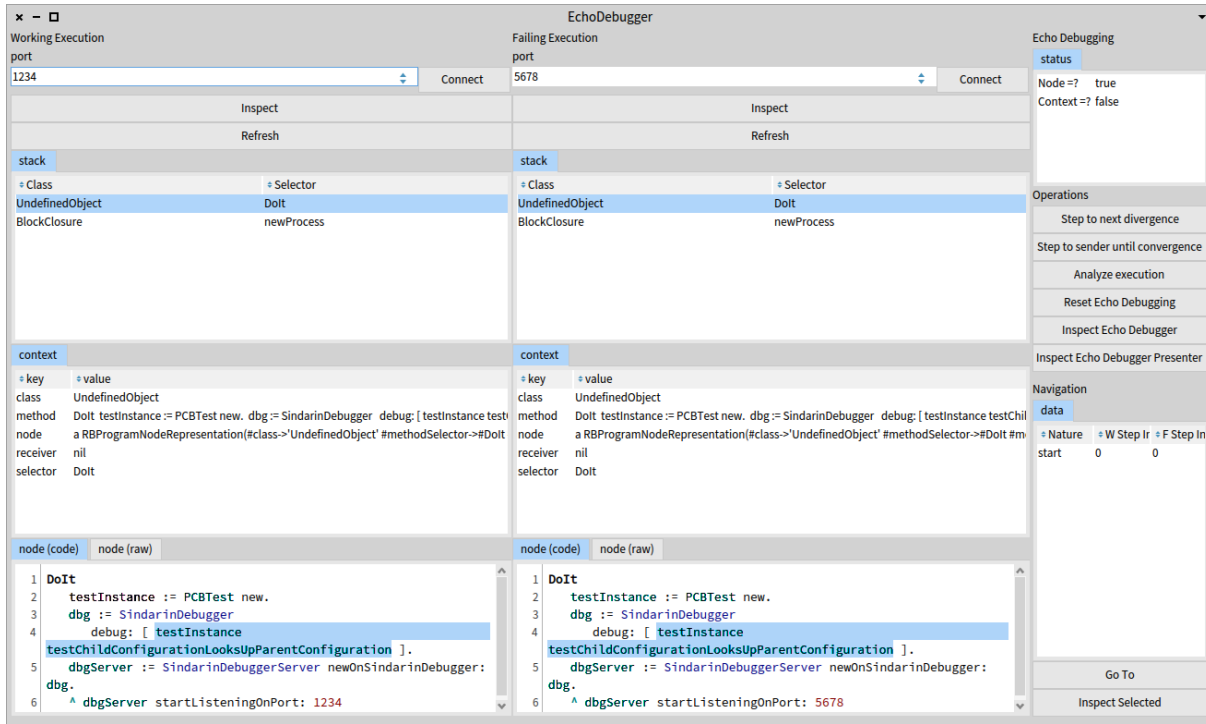 EchoDebugger
Working Execution
port
1234
Connect
Inspect
Refresh
stack
Class Selector
UndefinedObject DoIt
BlockClosure newProcess
context
key value
class UndefinedObject
method DoIt testInstance := PCBTest new. dbg := SindarinDebugger debug: [ testInstance test
node a RBProgramNodeRepresentation(#class->'UndefinedObject' #methodSelector->#DoIt
receiver nil
selector DoIt
node (code) node (raw)
1 DoIt
2 testInstance := PCBTest new.
3 dbg := SindarinDebugger
4 debug: [ testInstance
testChildConfigurationLooksUpParentConfiguration ].
5 dbgServer := SindarinDebuggerServer newOnSindarinDebugger:
dbg.
6 ^ dbgServer startListeningOnPort: 1234
Failing Execution
port
5678
Connect
Inspect
Refresh
stack
Class Selector
UndefinedObject DoIt
BlockClosure newProcess
context
key value
class UndefinedObject
method DoIt testInstance := PCBTest new. dbg := SindarinDebugger debug: [ testInstance testChil
node a RBProgramNodeRepresentation(#class->'UndefinedObject' #methodSelector->#DoIt #m
receiver nil
selector DoIt
node (code) node (raw)
1 DoIt
2 testInstance := PCBTest new.
3 dbg := SindarinDebugger
4 debug: [ testInstance
testChildConfigurationLooksUpParentConfiguration ].
5 dbgServer := SindarinDebuggerServer newOnSindarinDebugger:
dbg.
6 ^ dbgServer startListeningOnPort: 5678
Echo Debugging
status
Node =? true
Context =? false
Operations
Step to next divergence
Step to sender until convergence
Analyze execution
Reset Echo Debugging
Inspect Echo Debugger
Inspect Echo Debugger Presenter
Navigation
data
Nature W Step Ir F Step In
start 0 0
Go To
Inspect Selected